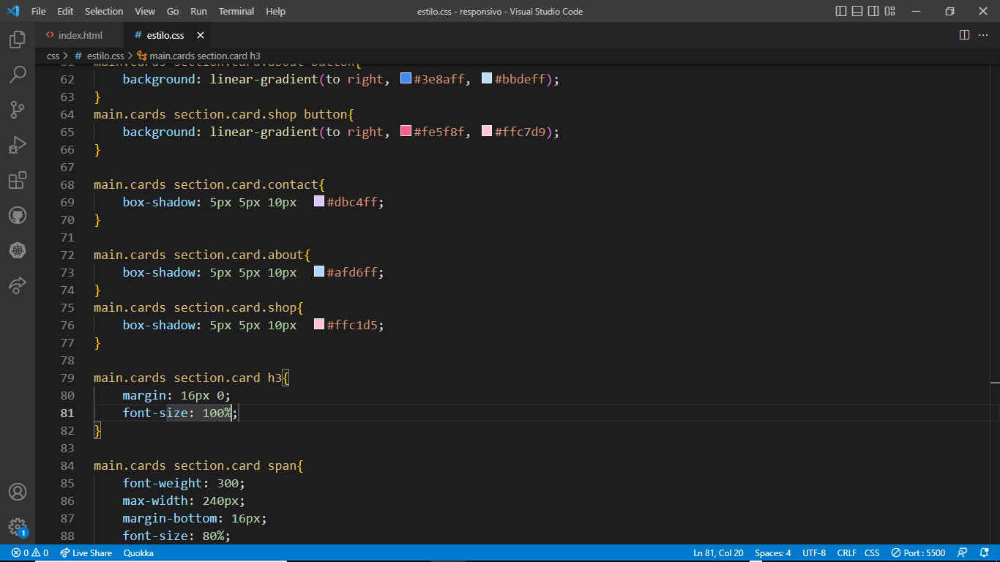 File Edit Selection View Go Run Terminal Help estilo.css - responsivo - Visual Studio Code
<> index.html # estilo.css
css > # estilo.css > main.cards section.card h3
61 main.cards section.card.about button{
62 background: linear-gradient(to right, #3e8aff, #bbdeff);
63 }
64 main.cards section.card.shop button{
65 background: linear-gradient(to right, #fe5f8f, #ffc7d9);
66 }
67
68 main.cards section.card.contact{
69 box-shadow: 5px 5px 10px #dbc4ff;
70 }
71
72 main.cards section.card.about{
73 box-shadow: 5px 5px 10px #afd6ff;
74 }
75 main.cards section.card.shop{
76 box-shadow: 5px 5px 10px #ffc1d5;
77 }
78
79 main.cards section.card h3{
80 margin: 16px 0;
81 font-size: 100%;
82 }
83
84 main.cards section.card span{
85 font-weight: 300;
86 max-width: 240px;
87 margin-bottom: 16px;
88 font-size: 80%;
1
0 0 Live Share Quokka Ln 81, Col 20 Spaces: 4 UTF-8 CRLF CSS Port : 5500